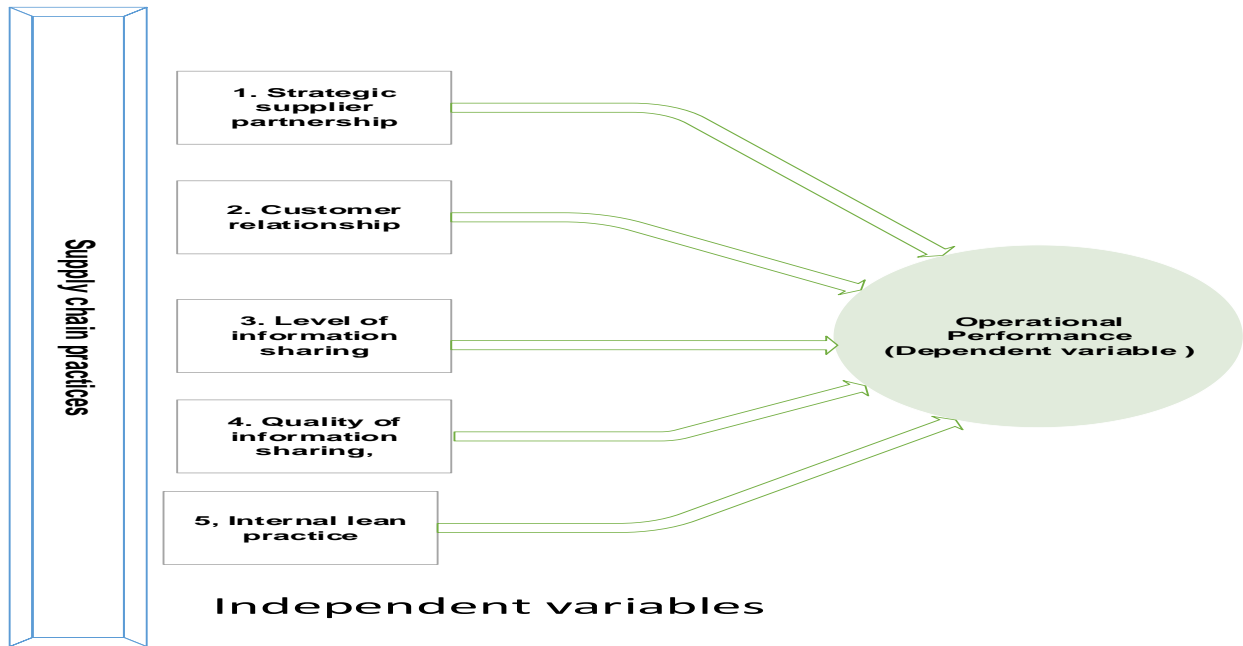 Supply chain practices
1. Strategic
supplier
partnership
2. Customer
relationship
3. Level of
information
sharing
4. Quality of
information
sharing,
5, Internal lean
practice
Operational
Performance
(Dependent variable )
Independent variables